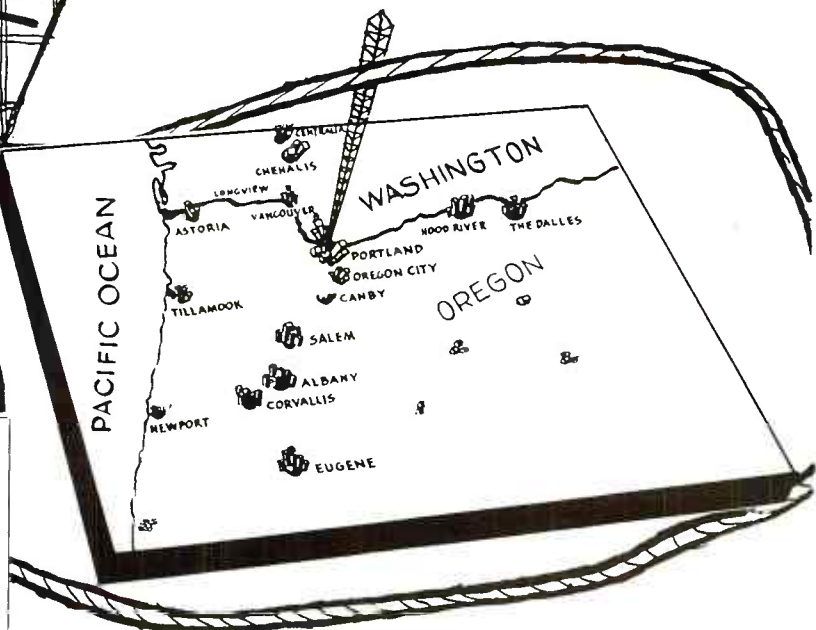 CENTRALIA
CHEHALIS
WASHINGTON
LONGVIEW
VANCOUVER
ASTORIA
HOOD RIVER
THE DALLES
PORTLAND
OREGON CITY
CANBY
OREGON
TILLAMOOK
PACIFIC OCEAN
SALEM
ALBANY
CORVALLIS
NEWPORT
EUGENE